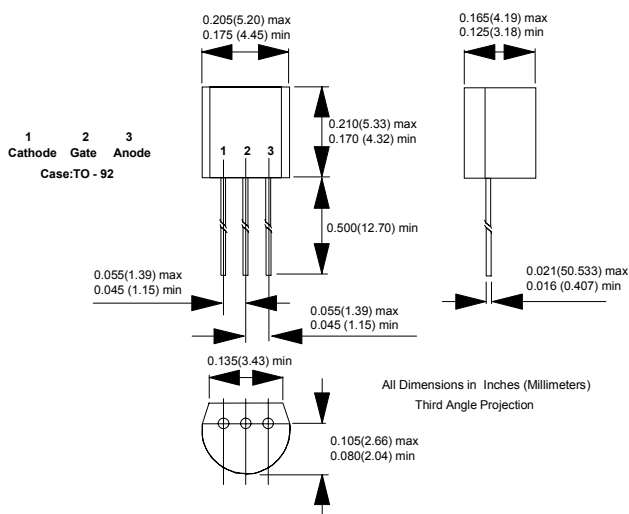 0.205(5.20) max
0.175 (4.45) min
0.165(4.19) max
0.125(3.18) min
1 2 3
Cathode Gate Anode
Case:TO - 92
1 2 3
0.210(5.33) max
0.170 (4.32) min
0.500(12.70) min
0.055(1.39) max
0.045 (1.15) min
0.021(50.533) max
0.016 (0.407) min
0.055(1.39) max
0.045 (1.15) min
0.135(3.43) min
All Dimensions in Inches (Millimeters)
Third Angle Projection
0.105(2.66) max
0.080(2.04) min